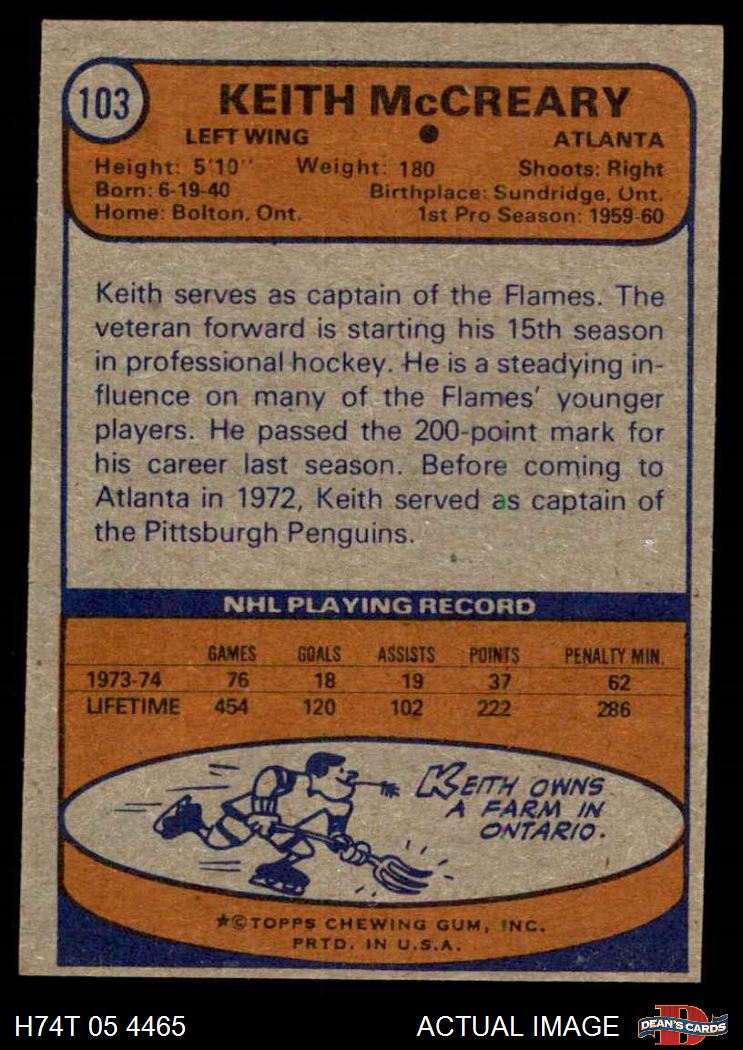 103
KEITH McCREARY
LEFT WING ● ATLANTA
Height: 5'10" Weight: 180 Shoots: Right
Born: 6-19-40 Birthplace: Sundridge, Ont.
Home: Bolton, Ont. 1st Pro Season: 1959-60
Keith serves as captain of the Flames. The
veteran forward is starting his 15th season
in professional hockey. He is a steadying in-
fluence on many of the Flames' younger
players. He passed the 200-point mark for
his career last season. Before coming to
Atlanta in 1972, Keith served as captain of
the Pittsburgh Penguins.
NHL PLAYING RECORD
GAMES GOALS ASSISTS POINTS PENALTY MIN.
1973-74 76 18 19 37 62
LIFETIME 454 120 102 222 286
KEITH OWNS
A FARM IN
ONTARIO.
★©TOPPS CHEWING GUM, INC.
PRTD. IN U.S.A.
H74T 05 4465 ACTUAL IMAGE
D
DEAN'S CARDS